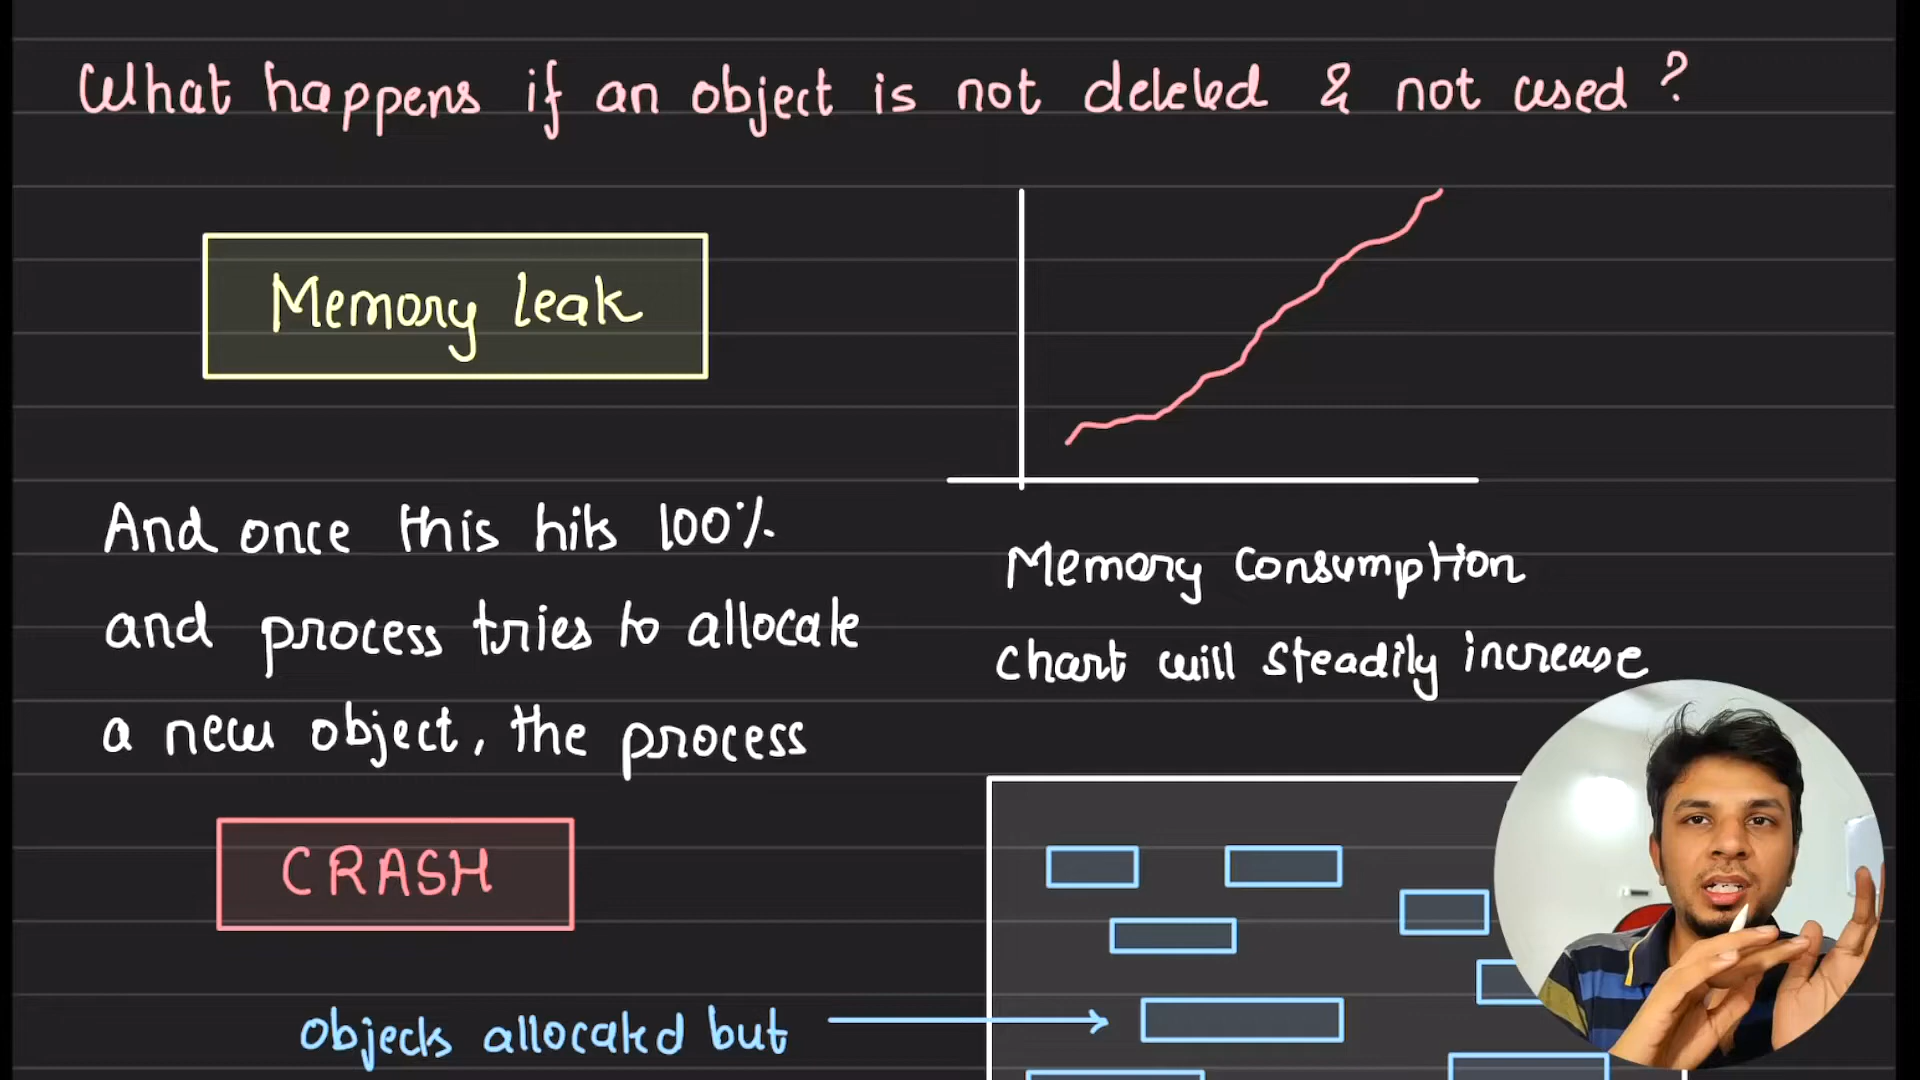 What happens if an object is not deleted & not used?
Memory leak
And once this hits 100%
and process tries to allocate
a new object, the process
CRASH
Memory consumption
chart will steadily increase
objects allocated but